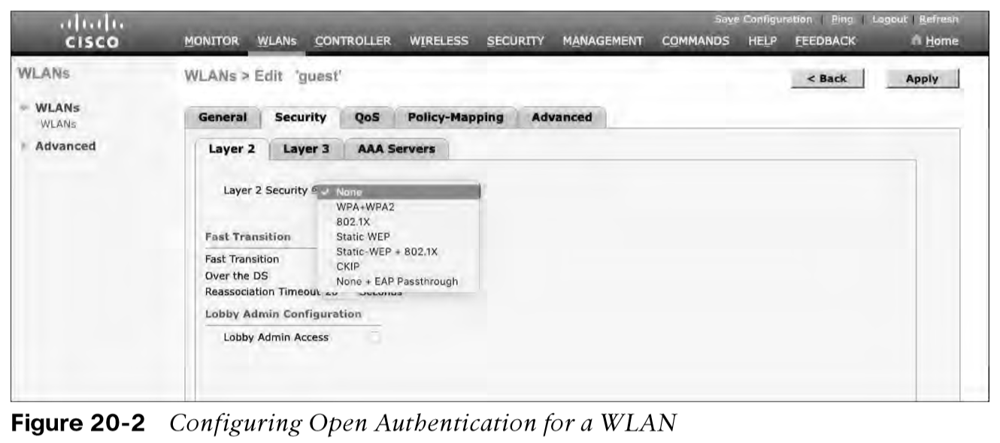 Save Configuration | Ping | Logout | Refresh
CISCO MONITOR WLANs CONTROLLER WIRELESS SECURITY MANAGEMENT COMMANDS HELP FEEDBACK Home
WLANs WLANs > Edit 'guest' < Back Apply
WLANs
WLANs
Advanced
General Security QoS Policy-Mapping Advanced
Layer 2 Layer 3 AAA Servers
Layer 2 Security 6 None
WPA+WPA2
802.1X
Static WEP
Static-WEP + 802.1X
CKIP
None + EAP Passthrough
Fast Transition
Fast Transition
Over the DS
Reassociation Timeout 20 Seconds
Lobby Admin Configuration
Lobby Admin Access
Figure 20-2 Configuring Open Authentication for a WLAN